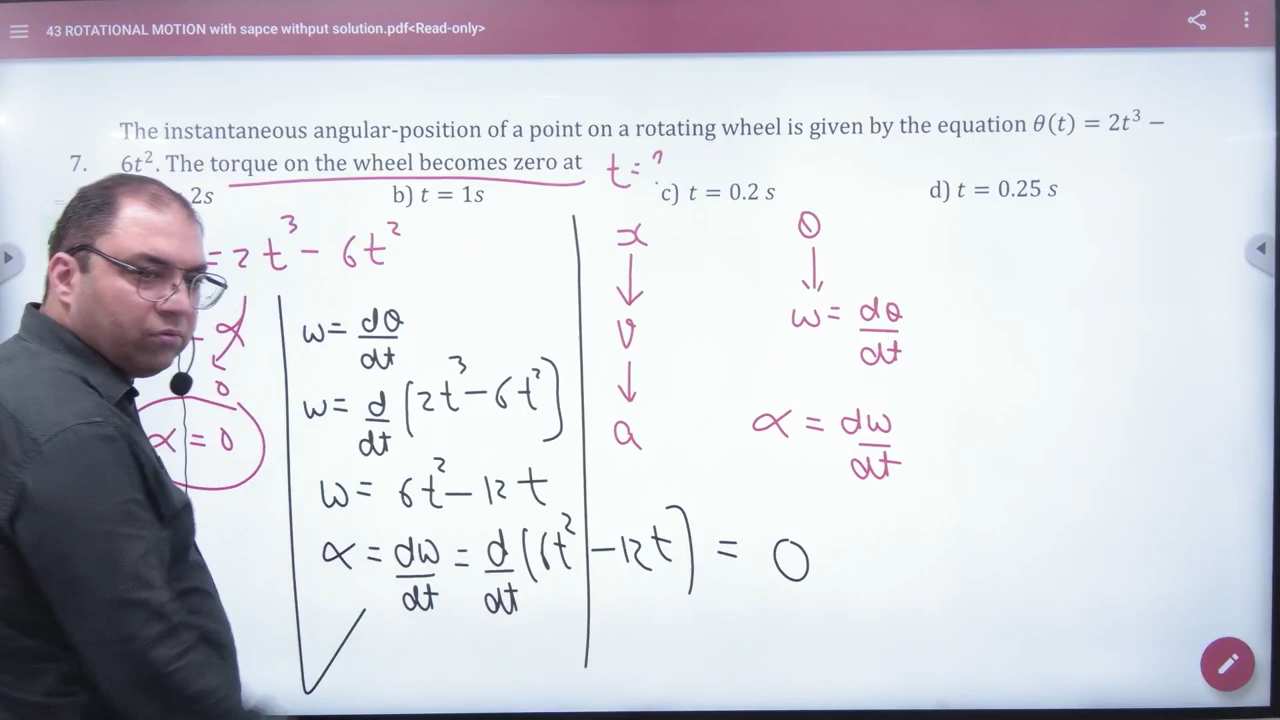 43 ROTATIONAL MOTION with sapce withput solution.pdf<Read-only>
The instantaneous angular-position of a point on a rotating wheel is given by the equation θ(t) = 2t³ −
7. 6t². The torque on the wheel becomes zero at t = ?
2s b) t = 1s c) t = 0.2 s d) t = 0.25 s
= 2t³ − 6t²
α
0
α = 0
ω = dθ/dt
ω = d/dt (2t³ − 6t²)
ω = 6t² − 12t
α = dω/dt = d/dt (6t² − 12t) = 0
x
↓
v
↓
a
θ
↓
ω = dθ/dt
α = dω/dt